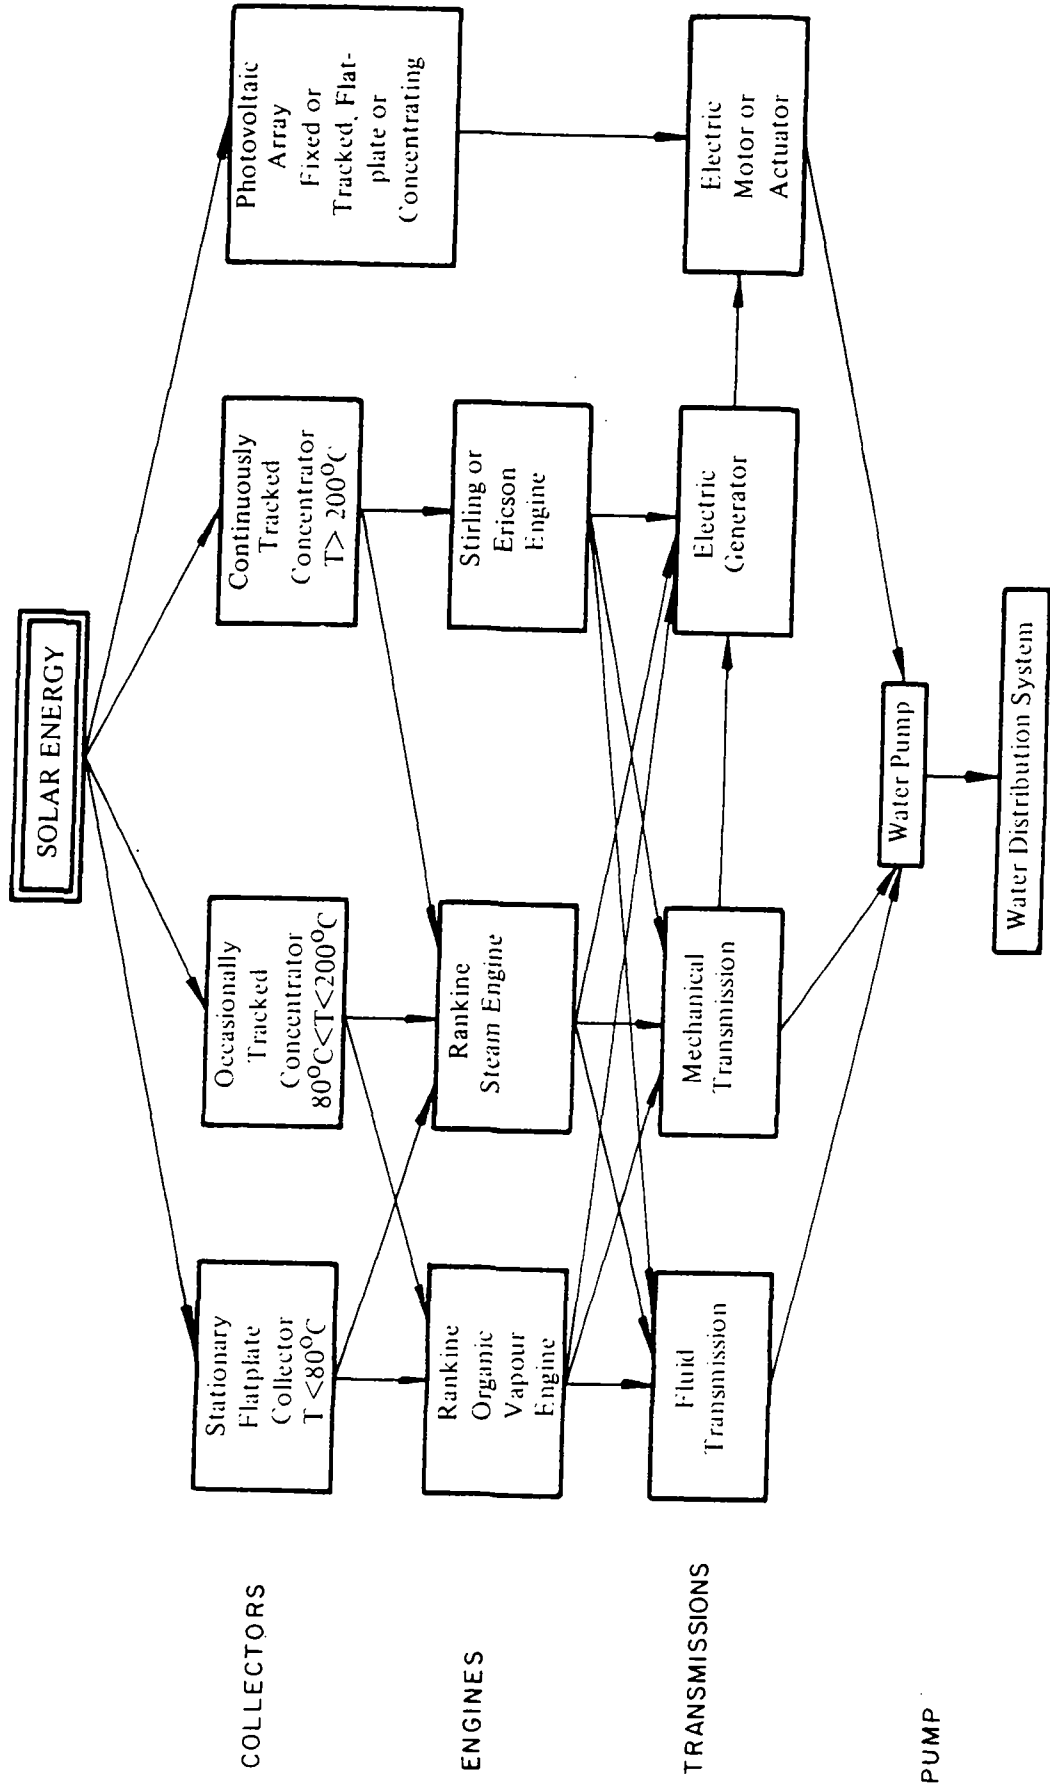 SOLAR ENERGY
COLLECTORS
Stationary
Flatplate
Collector
T <80°C
Occasionally
Tracked
Concentrator
80°C<T<200°C
Continuously
Tracked
Concentrator
T> 200°C
Photovoltaic
Array
Fixed or
Tracked, Flat-
plate or
Concentrating
ENGINES
Rankine
Organic
Vapour
Engine
Rankine
Steam Engine
Stirling or
Ericson
Engine
TRANSMISSIONS
Fluid
Transmission
Mechanical
Transmission
Electric
Generator
Electric
Motor or
Actuator
PUMP
Water Pump
Water Distribution System